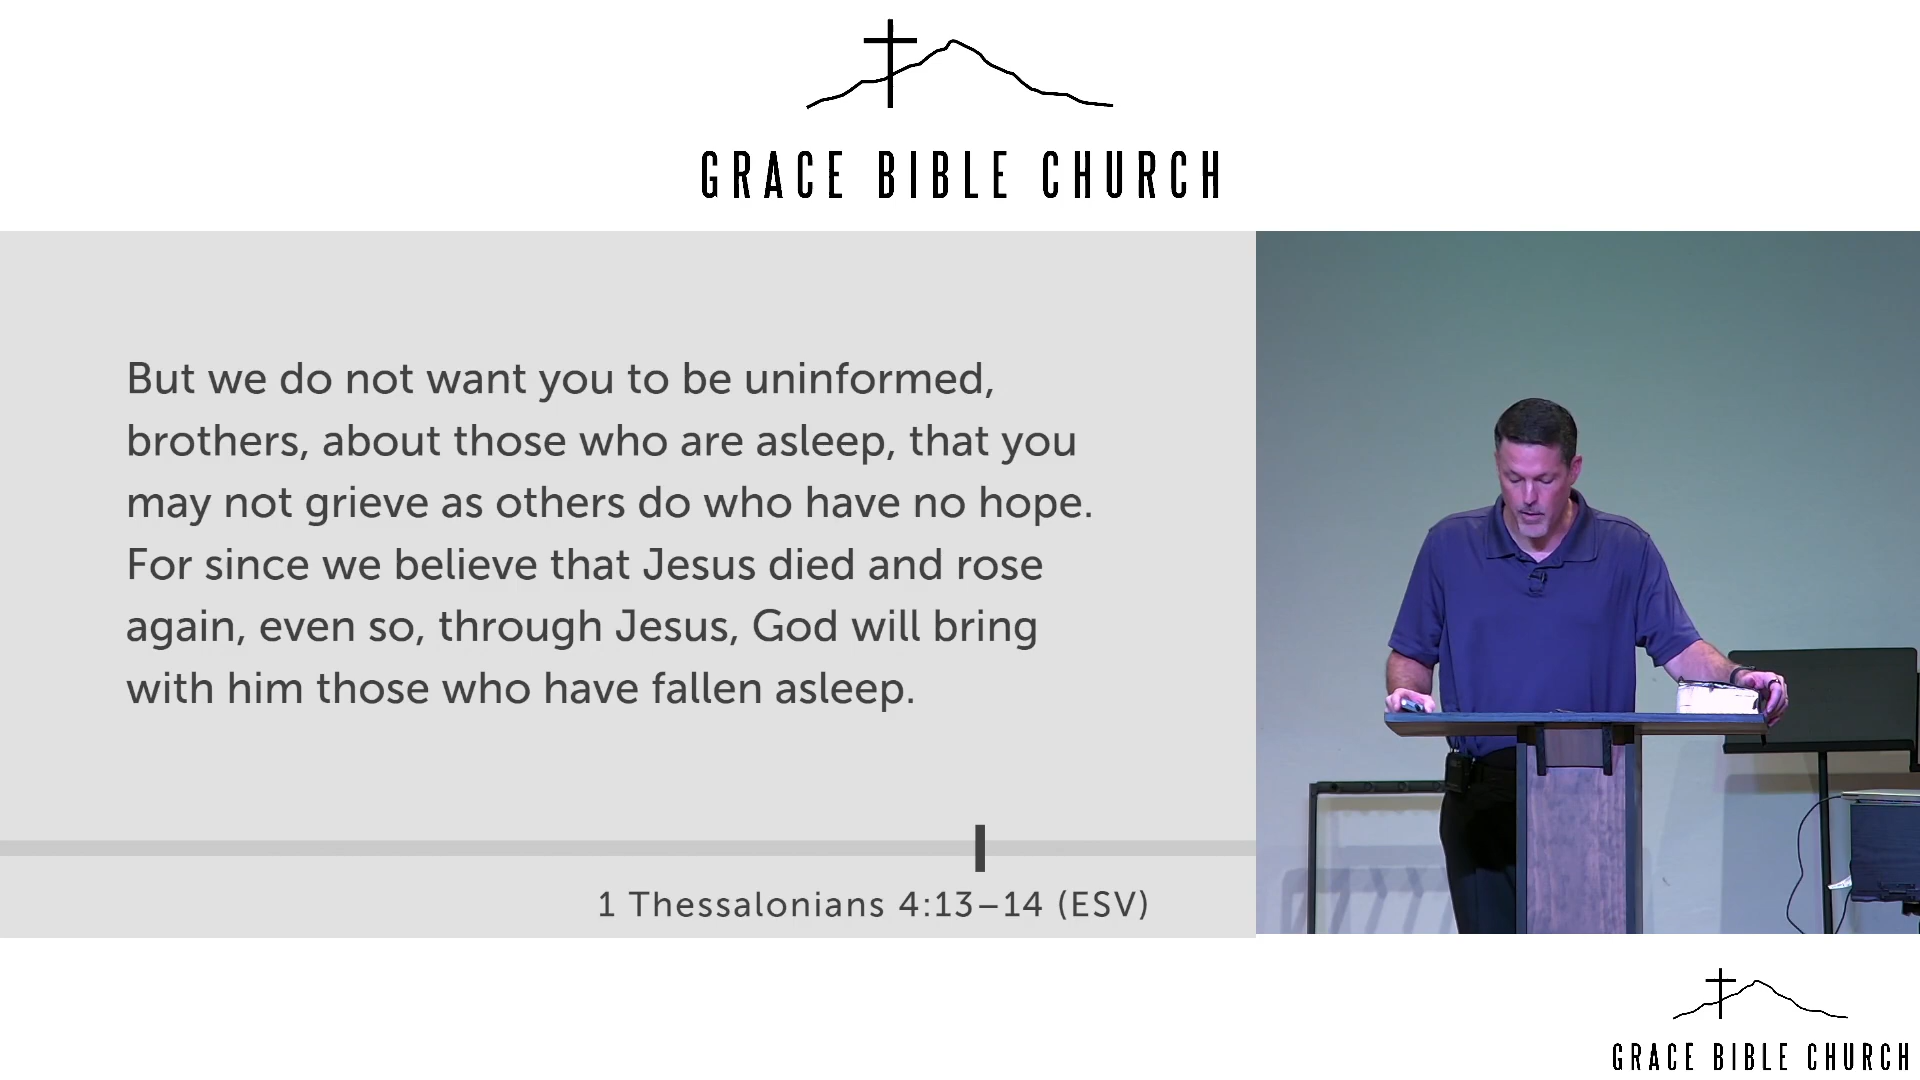 GRACE BIBLE CHURCH
But we do not want you to be uninformed,
brothers, about those who are asleep, that you
may not grieve as others do who have no hope.
For since we believe that Jesus died and rose
again, even so, through Jesus, God will bring
with him those who have fallen asleep.
1 Thessalonians 4:13–14 (ESV)
GRACE BIBLE CHURCH